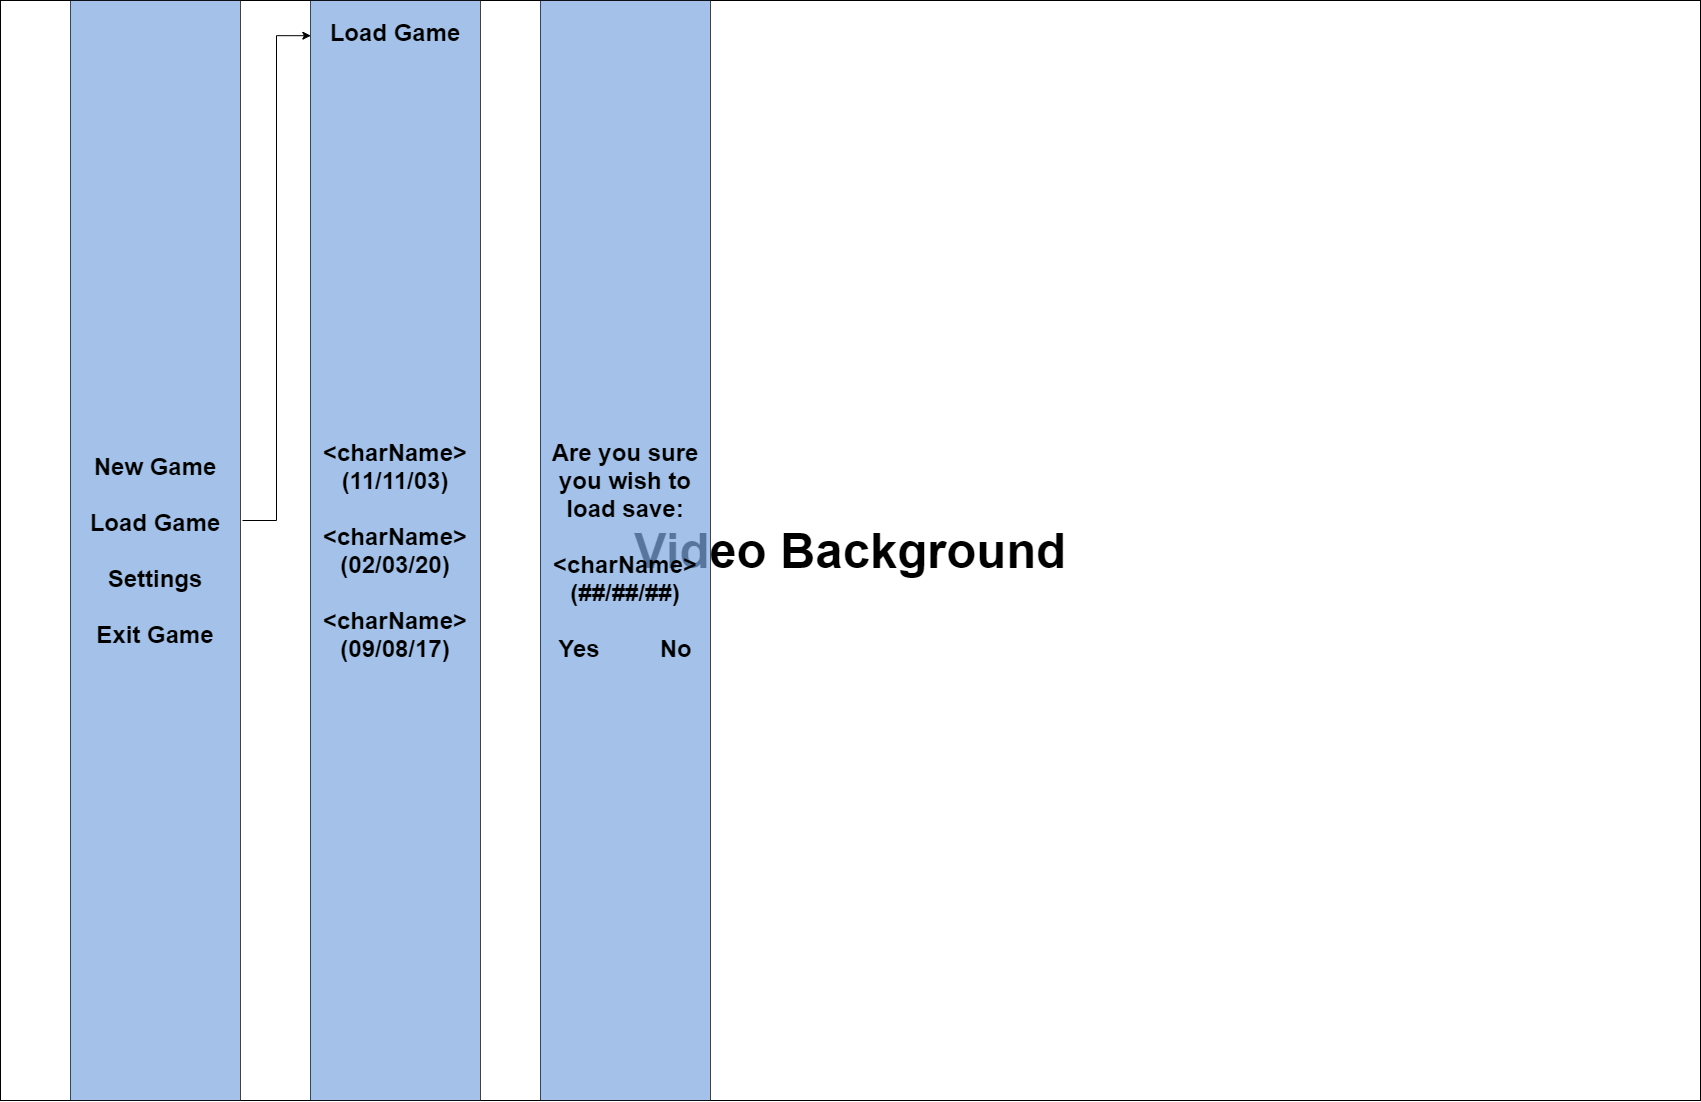 New Game
Load Game
Settings
Exit Game
Load Game
<charName>
(11/11/03)
<charName>
(02/03/20)
<charName>
(09/08/17)
Are you sure
you wish to
load save:
<charName>
(##/##/##)
Yes No
Video Background